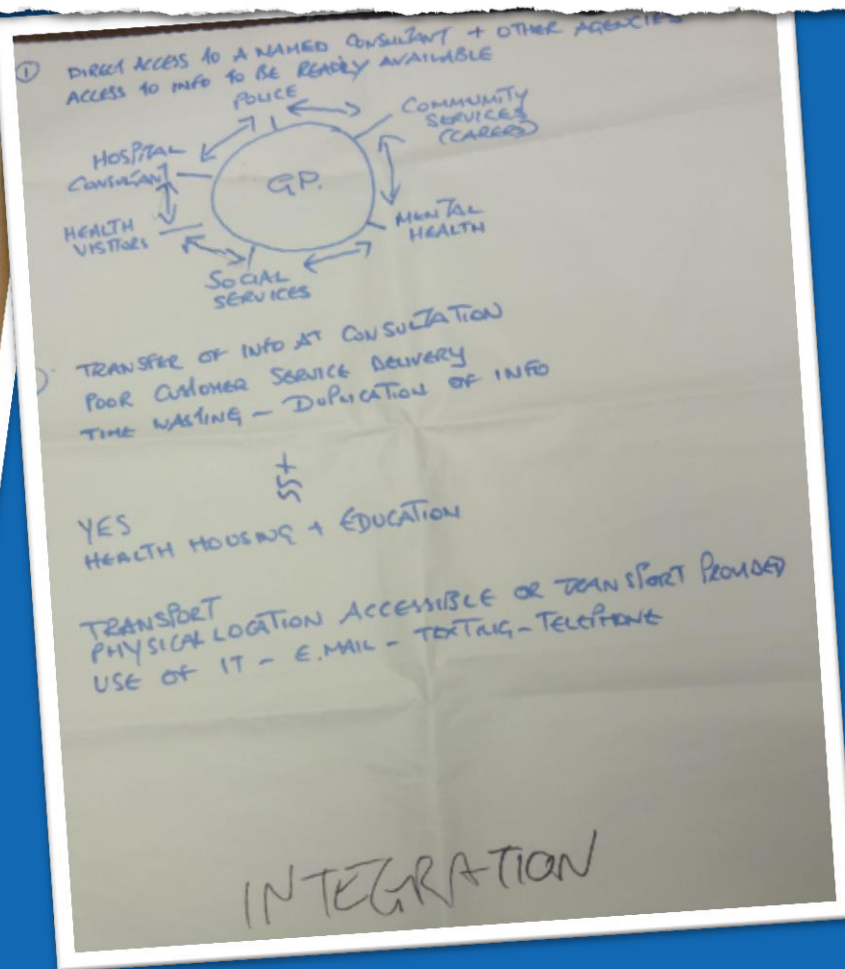 ① DIRECT ACCESS TO A NAMED CONSULTANT + OTHER AGENCIES
ACCESS TO INFO TO BE READILY AVAILABLE
POLICE
COMMUNITY
SERVICES
(CARERS)
HOSPITAL
CONSULTANT
G.P.
HEALTH
VISITORS
MENTAL
HEALTH
SOCIAL
SERVICES
TRANSFER OF INFO AT CONSULTATION
POOR CUSTOMER SERVICE DELIVERY
TIME WASTING - DUPLICATION OF INFO
YES
HEALTH HOUSING + EDUCATION
TRANSPORT
PHYSICAL LOCATION ACCESSIBLE OR TRANSPORT PROVIDED
USE OF IT - E.MAIL - TEXTING - TELEPHONE
INTEGRATION